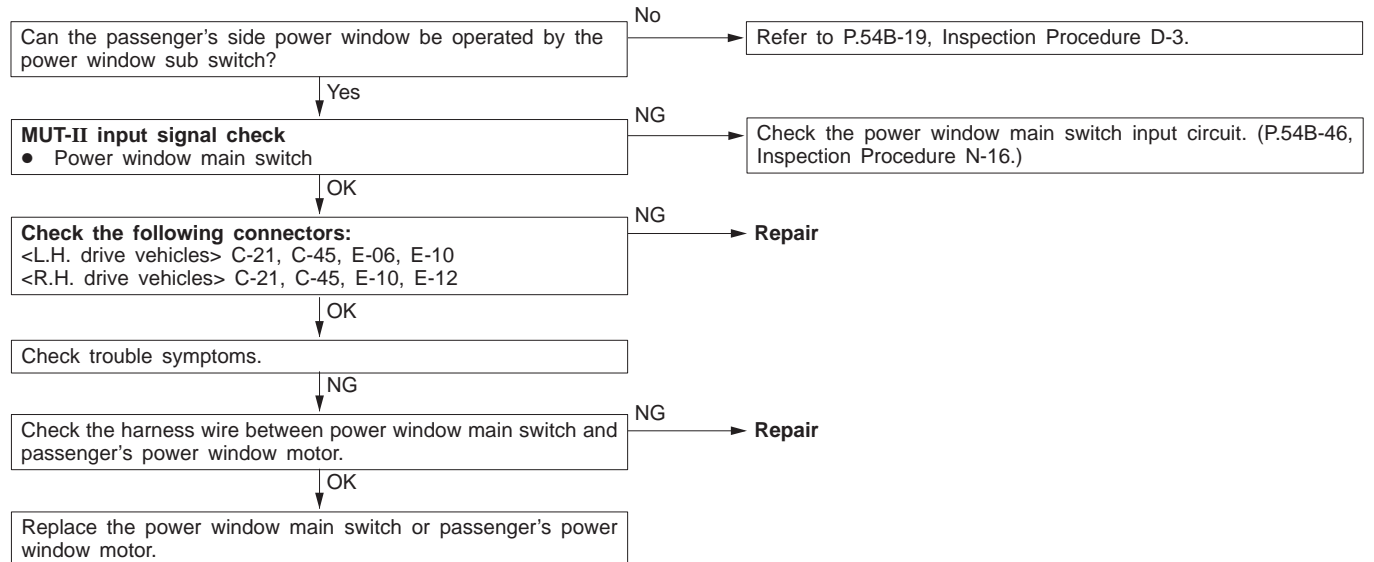 No
Can the passenger's side power window be operated by the
power window sub switch?
Refer to P.54B-19, Inspection Procedure D-3.
Yes
NG
MUT-II input signal check
● Power window main switch
Check the power window main switch input circuit. (P.54B-46,
Inspection Procedure N-16.)
OK
NG
Check the following connectors:
<L.H. drive vehicles> C-21, C-45, E-06, E-10
<R.H. drive vehicles> C-21, C-45, E-10, E-12
Repair
OK
Check trouble symptoms.
NG
NG
Check the harness wire between power window main switch and
passenger's power window motor.
Repair
OK
Replace the power window main switch or passenger's power
window motor.